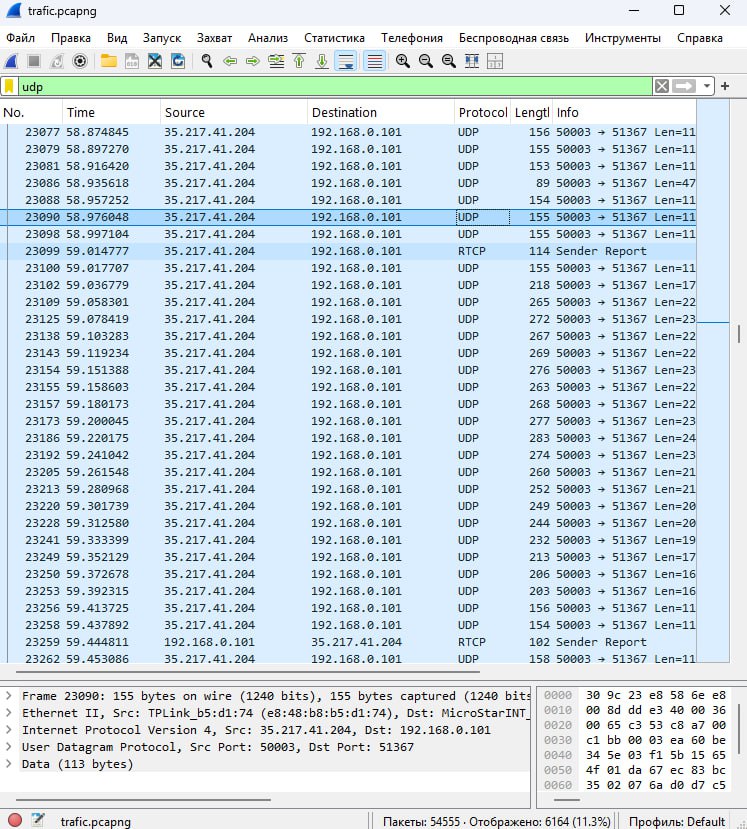 trafic.pcapng
Файл Правка Вид Запуск Захват Анализ Статистика Телефония Беспроводная связь Инструменты Справка
udp
No. Time Source Destination Protocol Lengtl Info
23077 58.874845 35.217.41.204 192.168.0.101 UDP 156 50003 → 51367 Len=11
23079 58.897270 35.217.41.204 192.168.0.101 UDP 155 50003 → 51367 Len=11
23081 58.916420 35.217.41.204 192.168.0.101 UDP 153 50003 → 51367 Len=11
23086 58.935618 35.217.41.204 192.168.0.101 UDP 89 50003 → 51367 Len=47
23088 58.957252 35.217.41.204 192.168.0.101 UDP 154 50003 → 51367 Len=11
23090 58.976048 35.217.41.204 192.168.0.101 UDP 155 50003 → 51367 Len=11
23098 58.997104 35.217.41.204 192.168.0.101 UDP 155 50003 → 51367 Len=11
23099 59.014777 35.217.41.204 192.168.0.101 RTCP 114 Sender Report
23100 59.017707 35.217.41.204 192.168.0.101 UDP 155 50003 → 51367 Len=11
23102 59.036779 35.217.41.204 192.168.0.101 UDP 218 50003 → 51367 Len=17
23109 59.058301 35.217.41.204 192.168.0.101 UDP 265 50003 → 51367 Len=22
23125 59.078419 35.217.41.204 192.168.0.101 UDP 272 50003 → 51367 Len=23
23138 59.103283 35.217.41.204 192.168.0.101 UDP 267 50003 → 51367 Len=22
23143 59.119234 35.217.41.204 192.168.0.101 UDP 269 50003 → 51367 Len=22
23154 59.151388 35.217.41.204 192.168.0.101 UDP 276 50003 → 51367 Len=23
23155 59.158603 35.217.41.204 192.168.0.101 UDP 263 50003 → 51367 Len=22
23157 59.180173 35.217.41.204 192.168.0.101 UDP 268 50003 → 51367 Len=22
23173 59.200045 35.217.41.204 192.168.0.101 UDP 277 50003 → 51367 Len=23
23186 59.220175 35.217.41.204 192.168.0.101 UDP 283 50003 → 51367 Len=24
23192 59.241042 35.217.41.204 192.168.0.101 UDP 274 50003 → 51367 Len=23
23205 59.261548 35.217.41.204 192.168.0.101 UDP 260 50003 → 51367 Len=21
23213 59.280968 35.217.41.204 192.168.0.101 UDP 252 50003 → 51367 Len=21
23220 59.301739 35.217.41.204 192.168.0.101 UDP 249 50003 → 51367 Len=20
23228 59.312580 35.217.41.204 192.168.0.101 UDP 244 50003 → 51367 Len=20
23241 59.333399 35.217.41.204 192.168.0.101 UDP 232 50003 → 51367 Len=19
23249 59.352129 35.217.41.204 192.168.0.101 UDP 213 50003 → 51367 Len=17
23250 59.372678 35.217.41.204 192.168.0.101 UDP 206 50003 → 51367 Len=16
23253 59.392315 35.217.41.204 192.168.0.101 UDP 203 50003 → 51367 Len=16
23256 59.413725 35.217.41.204 192.168.0.101 UDP 156 50003 → 51367 Len=11
23258 59.437892 35.217.41.204 192.168.0.101 UDP 154 50003 → 51367 Len=11
23259 59.444811 192.168.0.101 35.217.41.204 RTCP 102 Sender Report
23262 59.453086 35.217.41.204 192.168.0.101 UDP 158 50003 → 51367 Len=11
Frame 23090: 155 bytes on wire (1240 bits), 155 bytes captured (1240 bits
Ethernet II, Src: TPLink_b5:d1:74 (e8:48:b8:b5:d1:74), Dst: MicroStarINT_
Internet Protocol Version 4, Src: 35.217.41.204, Dst: 192.168.0.101
User Datagram Protocol, Src Port: 50003, Dst Port: 51367
Data (113 bytes)
0000 30 9c 23 e8 58 6e e8
0010 00 8d dd e3 40 00 36
0020 00 65 c3 53 c8 a7 00
0030 c1 bb 00 03 ea 60 be
0040 34 5e 03 f1 5b 15 65
0050 4f 01 da 67 ec 83 bc
0060 35 02 07 6a d0 d7 c5
trafic.pcapng
Пакеты: 54555 · Отображено: 6164 (11.3%)
Профиль: Default